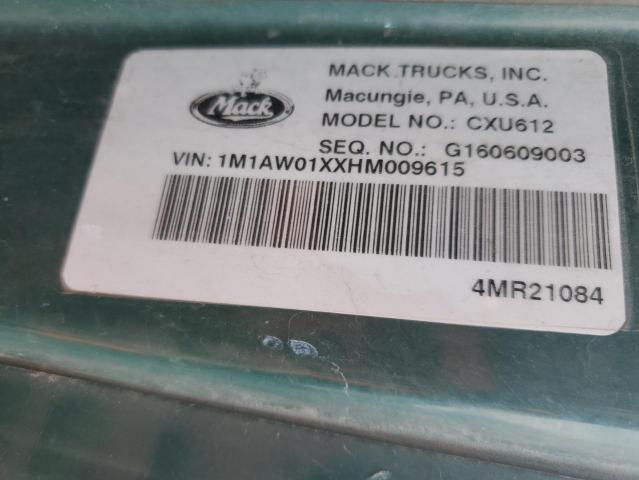 Mack
MACK TRUCKS, INC.
Macungie, PA, U.S.A.
MODEL NO.: CXU612
SEQ. NO.: G160609003
VIN: 1M1AW01XXHM009615
4MR21084